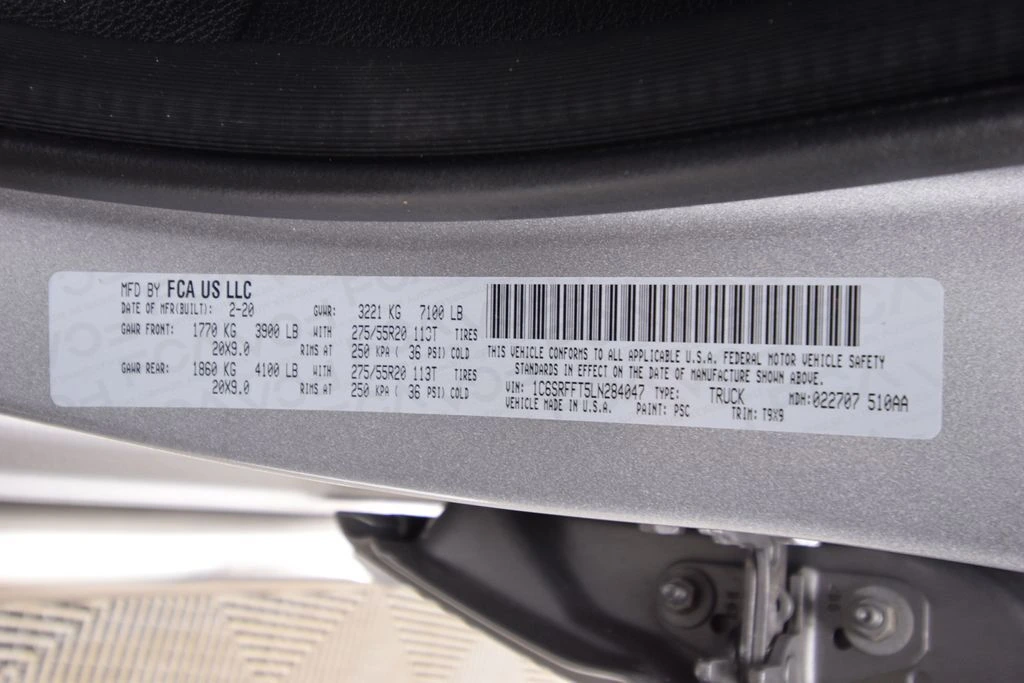 MFD BY FCA US LLC
DATE OF MFR(BUILT): 2-20 GVWR: 3221 KG 7100 LB
GAWR FRONT: 1770 KG 3900 LB WITH 275/55R20 113T TIRES
20X9.0 RIMS AT 250 KPA ( 36 PSI) COLD
GAWR REAR: 1860 KG 4100 LB WITH 275/55R20 113T TIRES
20X9.0 RIMS AT 250 KPA ( 36 PSI) COLD
THIS VEHICLE CONFORMS TO ALL APPLICABLE U.S.A. FEDERAL MOTOR VEHICLE SAFETY
STANDARDS IN EFFECT ON THE DATE OF MANUFACTURE SHOWN ABOVE.
VIN: 1C6SRFFT5LN284047 TYPE: TRUCK MDH:022707 510AA
VEHICLE MADE IN U.S.A. PAINT: PSC TRIM: T9X9